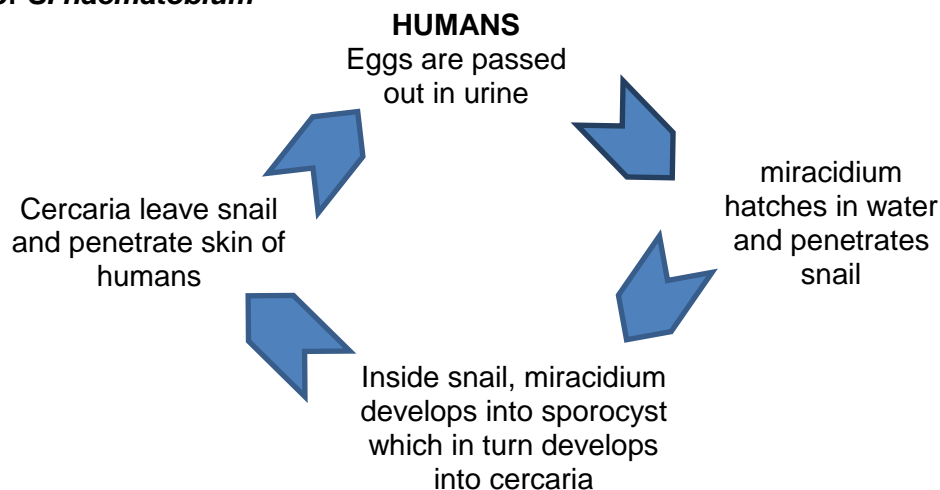 HUMANS
Eggs are passed
out in urine
miracidium
hatches in water
and penetrates
snail
Inside snail, miracidium
develops into sporocyst
which in turn develops
into cercaria
Cercaria leave snail
and penetrate skin of
humans